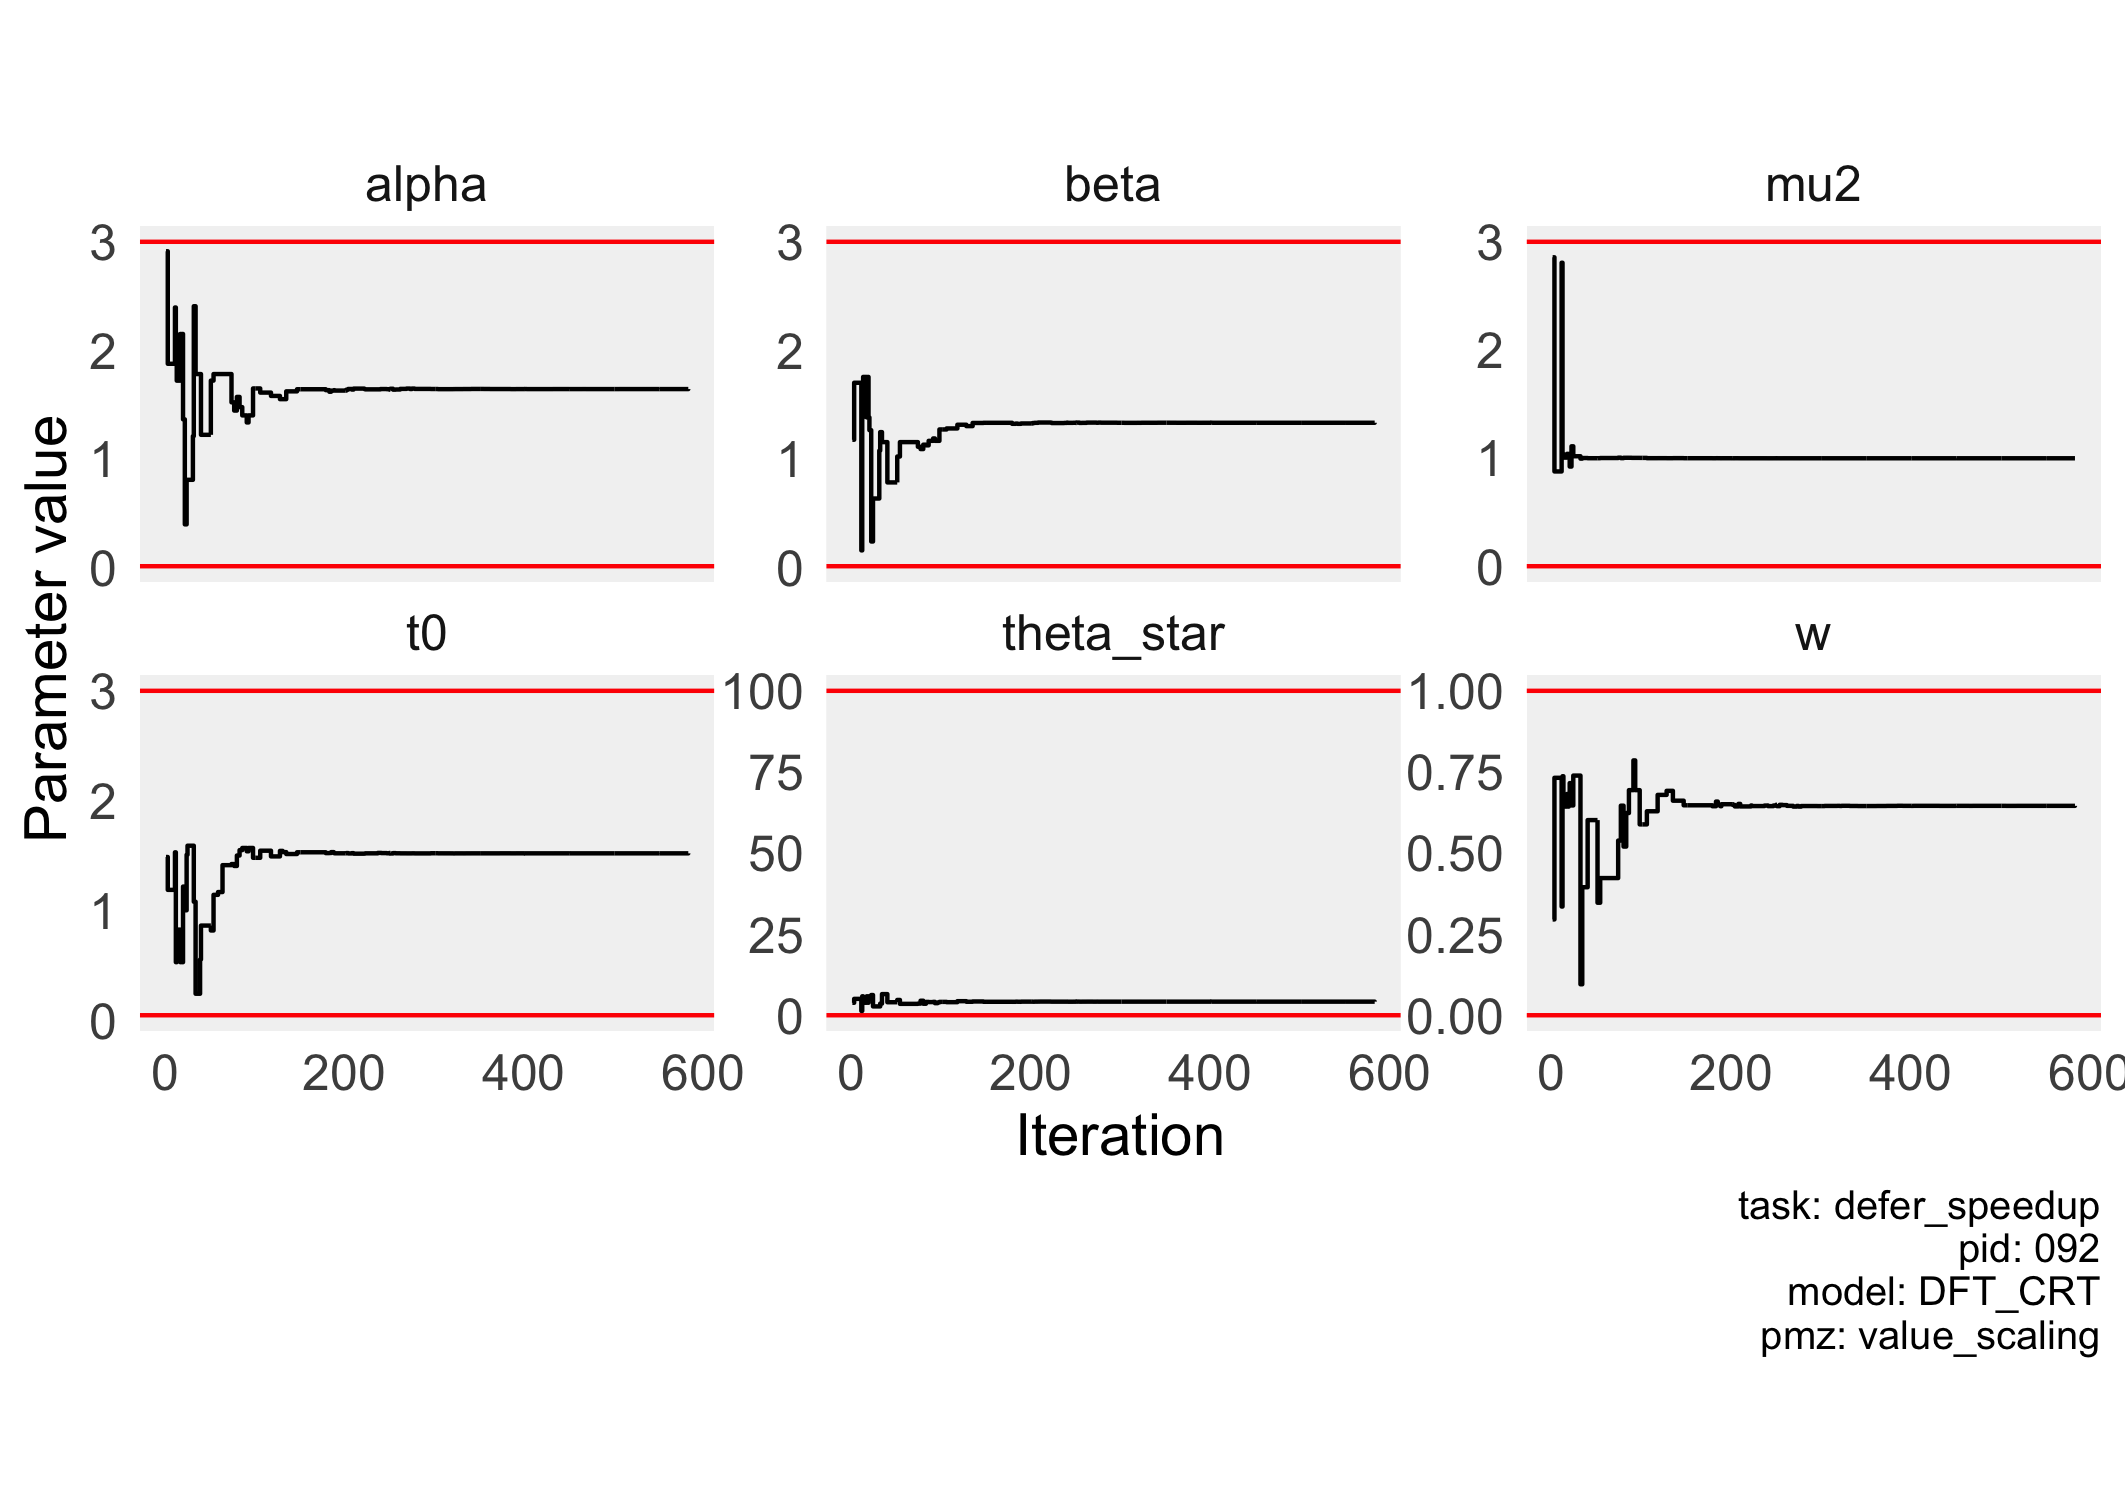 alpha
beta
mu2
3
2
1
0
3
2
1
0
3
2
1
0
Parameter value
t0
theta_star
w
3
2
1
0
100
75
50
25
0
1.00
0.75
0.50
0.25
0.00
0 200 400 600
0 200 400 600
0 200 400 600
Iteration
task: defer_speedup
pid: 092
model: DFT_CRT
pmz: value_scaling